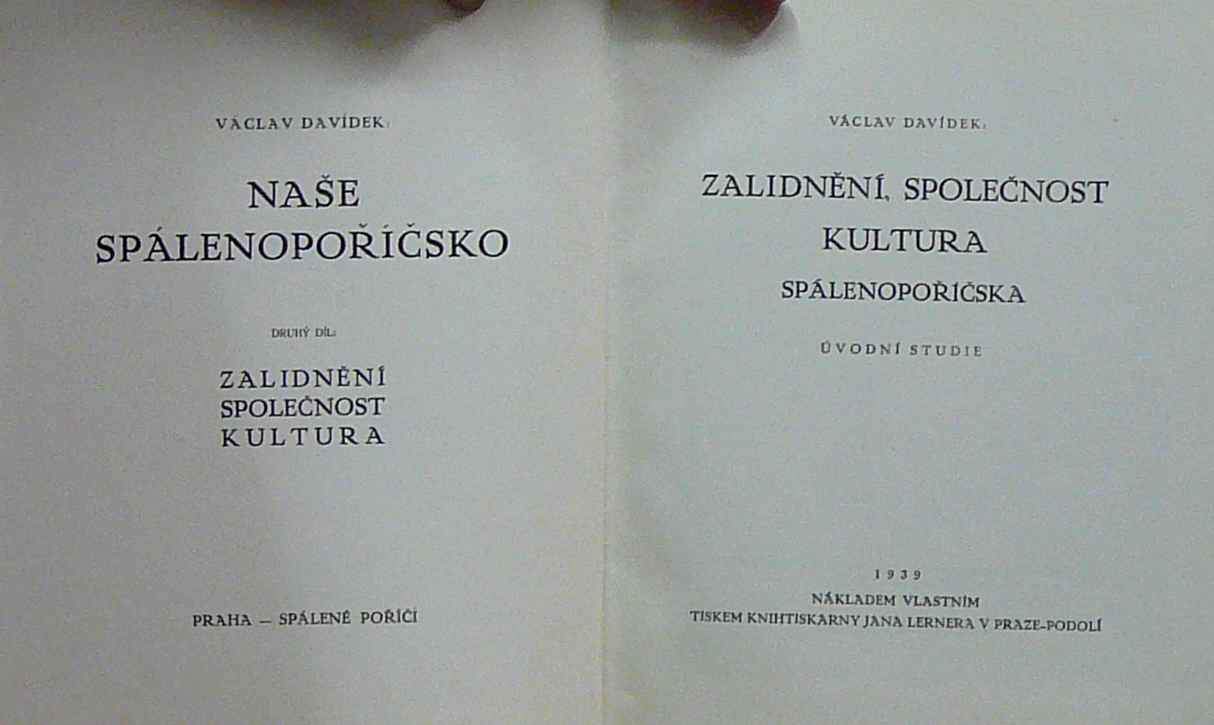 VÁCLAV DAVÍDEK:
NAŠE
SPÁLENOPOŘÍČSKO
DRUHÝ DÍL:
ZALIDNĚNÍ
SPOLEČNOST
KULTURA
PRAHA — SPÁLENÉ POŘÍČÍ
VÁCLAV DAVÍDEK:
ZALIDNĚNÍ, SPOLEČNOST
KULTURA
SPÁLENOPOŘÍČSKA
ÚVODNÍ STUDIE
1939
NÁKLADEM VLASTNÍM
TISKEM KNIHTISKARNY JANA LERNERA V PRAZE-PODOLÍ